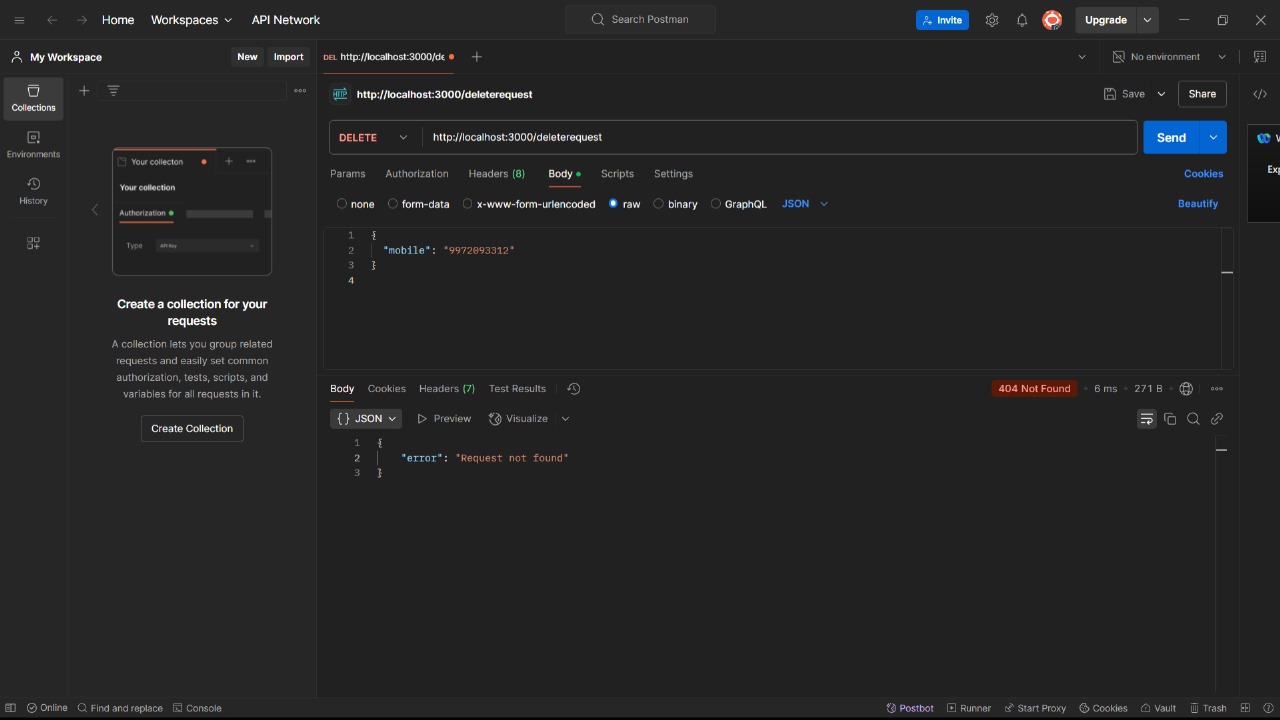 Home Workspaces API Network Search Postman Invite Upgrade
My Workspace New Import DEL http://localhost:3000/de No environment
Collections
Environments
History
Your collecton
Your collection
Authorization
Type API Key
Create a collection for your
requests
A collection lets you group related
requests and easily set common
authorization, tests, scripts, and
variables for all requests in it.
Create Collection
HTTP http://localhost:3000/deleterequest Save Share
DELETE http://localhost:3000/deleterequest Send
Params Authorization Headers (8) Body Scripts Settings Cookies
none form-data x-www-form-urlencoded raw binary GraphQL JSON Beautify
1 {
2 "mobile": "9972093312"
3 }
4
Body Cookies Headers (7) Test Results 404 Not Found 6 ms 271 B
{} JSON Preview Visualize
1 {
2 "error": "Request not found"
3 }
Online Find and replace Console Postbot Runner Start Proxy Cookies Vault Trash